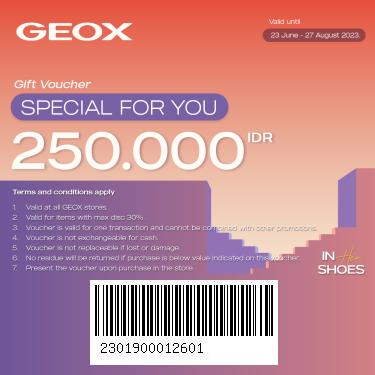 GEOX
Valid until
23 June - 27 August 2023.
Gift Voucher
SPECIAL FOR YOU
250.000 IDR
Terms and conditions apply
1. Valid at all GEOX stores.
2. Valid for items with max disc 30%.
3. Voucher is valid for one transaction and cannot be combined with other promotions.
4. Voucher is not exchangeable for cash.
5. Voucher is not replaceable if lost or damage.
6. No residue will be returned if purchase is below value indicated on this voucher.
7. Present the voucher upon purchase in the store.
IN Her
SHOES
2301900012601